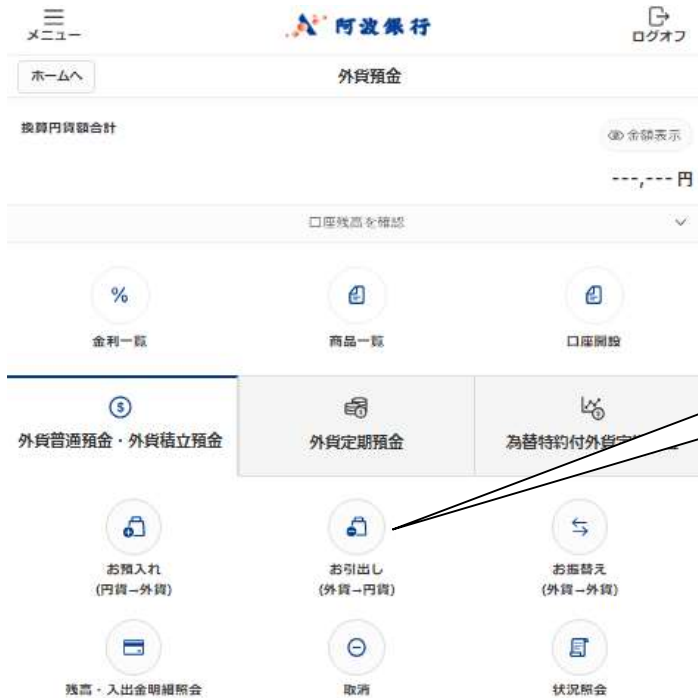 メニュー
阿波銀行
ログオフ
ホームへ
外貨預金
換算円貨額合計
金額表示
---,--- 円
口座残高を確認
%
金利一覧
商品一覧
口座開設
外貨普通預金・外貨積立預金
外貨定期預金
為替特約付外貨定
お預入れ
(円貨→外貨)
お引出し
(外貨→円貨)
お振替え
(外貨→外貨)
残高・入出金明細照会
取消
状況照会